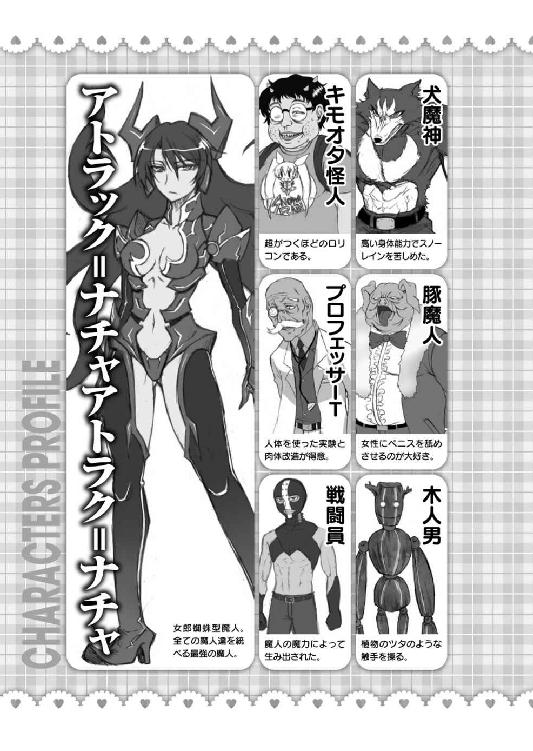 犬魔神
高い身体能力でスノー
レインを苦しめた。
キモオタ怪人
超がつくほどのロリ
コンである。
豚魔人
女性にペニスを舐め
させるのが大好き。
プロフェッサーT
人体を使った実験と
肉体改造が得意。
木人男
植物のツタのような
触手を操る。
戦闘員
魔人の魔力によって
生み出された。
アトラック＝ナチャアトラク＝ナチャ
女郎蜘蛛型魔人。
全ての魔人達を統
べる最強の魔人。
CHARACTERS PROFILE